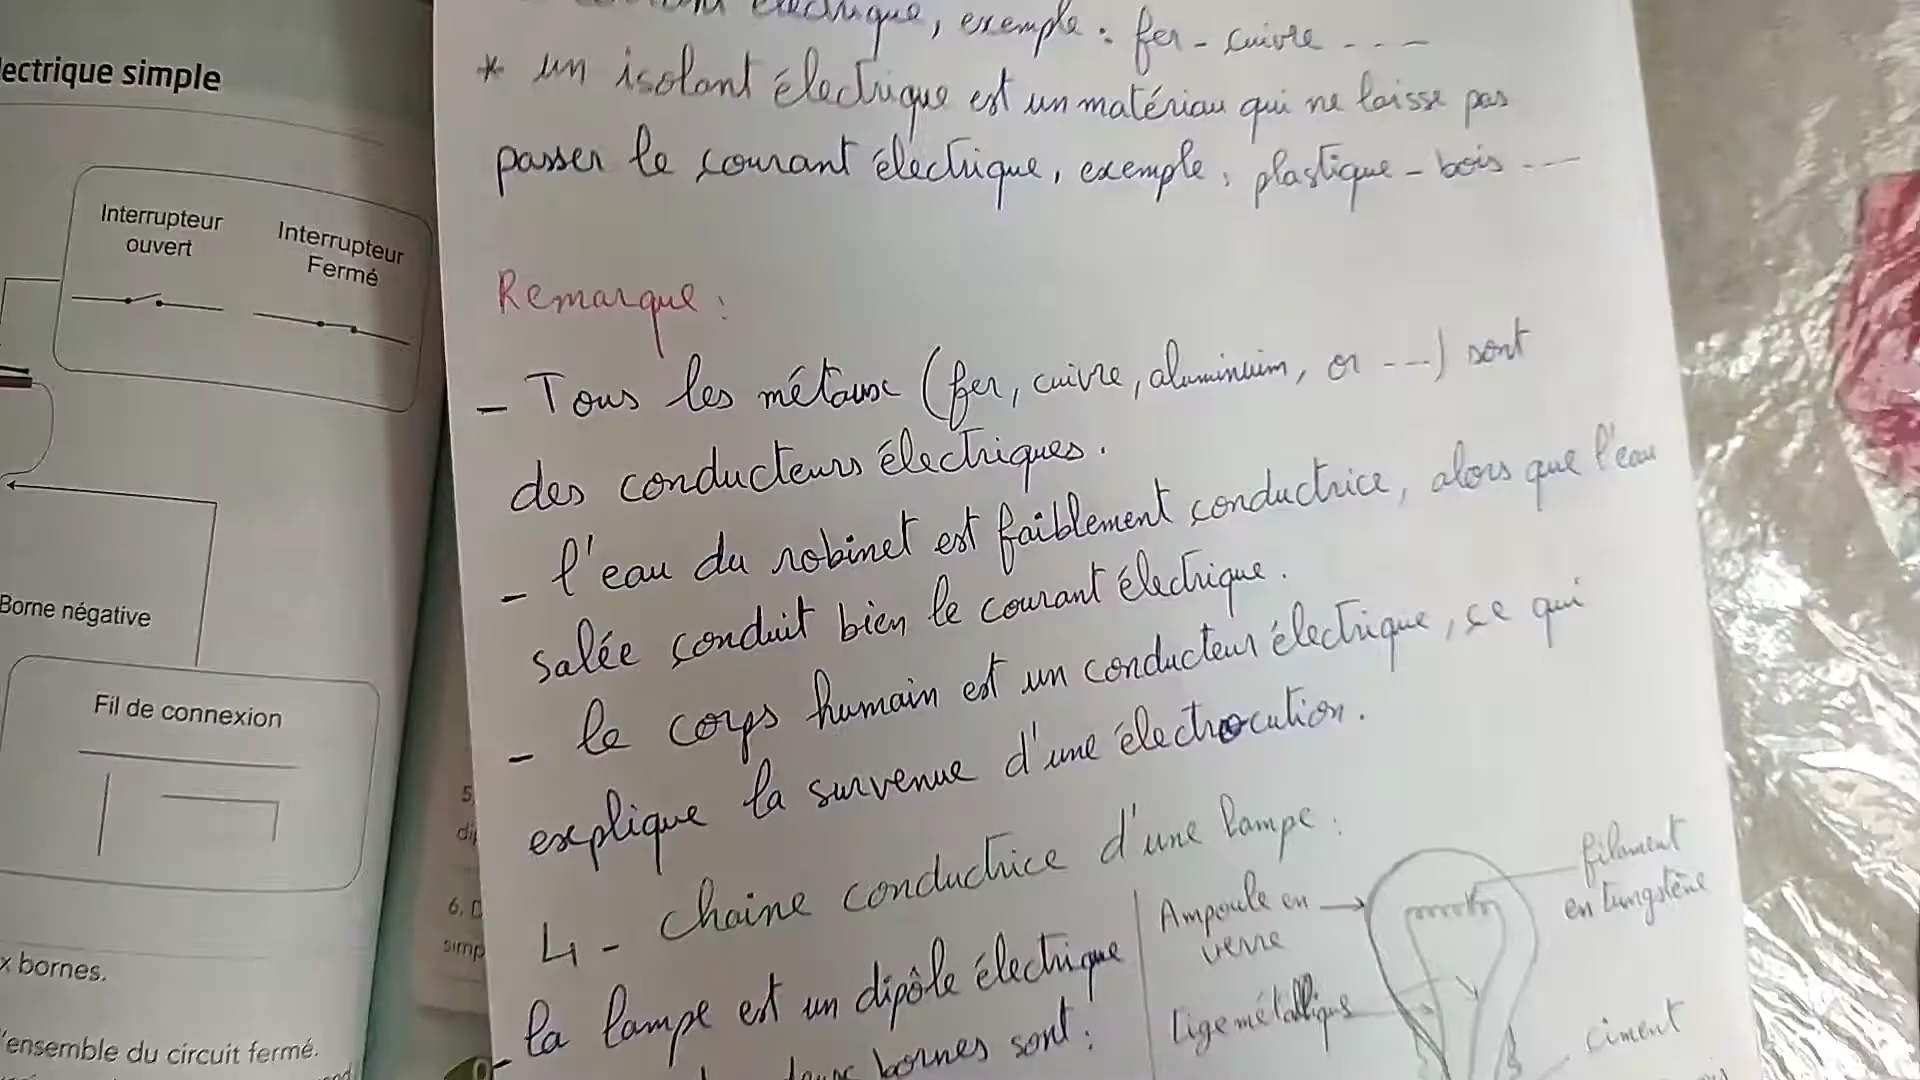 électrique simple
Interrupteur
ouvert
Interrupteur
Fermé
Borne négative
Fil de connexion
x bornes.
l'ensemble du circuit fermé.
5
6.
simp
électrique, exemple : fer - cuivre ---
* un isolant électrique est un matériau qui ne laisse pas
passer le courant électrique, exemple : plastique - bois ---
Remarque :
- Tous les métaux (fer, cuivre, aluminium, or ---) sont
des conducteurs électriques.
- l'eau du robinet est faiblement conductrice, alors que l'eau
salée conduit bien le courant électrique.
- le corps humain est un conducteur électrique, ce qui
explique la survenue d'une électrocution.
4 - chaine conductrice d'une lampe :
- la lampe est un dipôle électrique
bornes sont :
Ampoule en
verre
tige métallique
filament
en tungstène
ciment